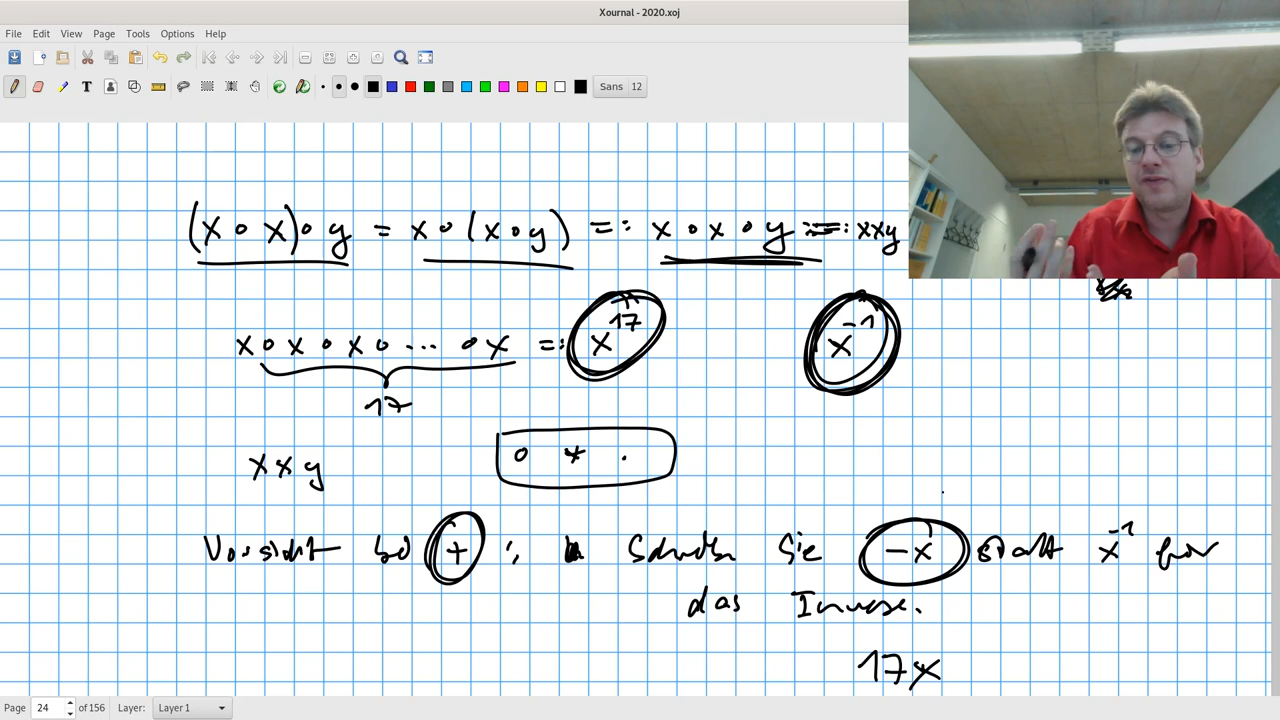 Xournal - 2020.xoj
File Edit View Page Tools Options Help
Sans 12
(x ∘ x) ∘ y = x ∘ (x ∘ y) =: x ∘ x ∘ y =: xxy
x ∘ x ∘ x ∘ ... ∘ x =: x^17 x^-1
17
xxy ∘ * ·
Vorsicht bei + : Schreiben Sie -x statt x^-1 für
das Inverse.
17x
Page 24 of 156 Layer: Layer 1